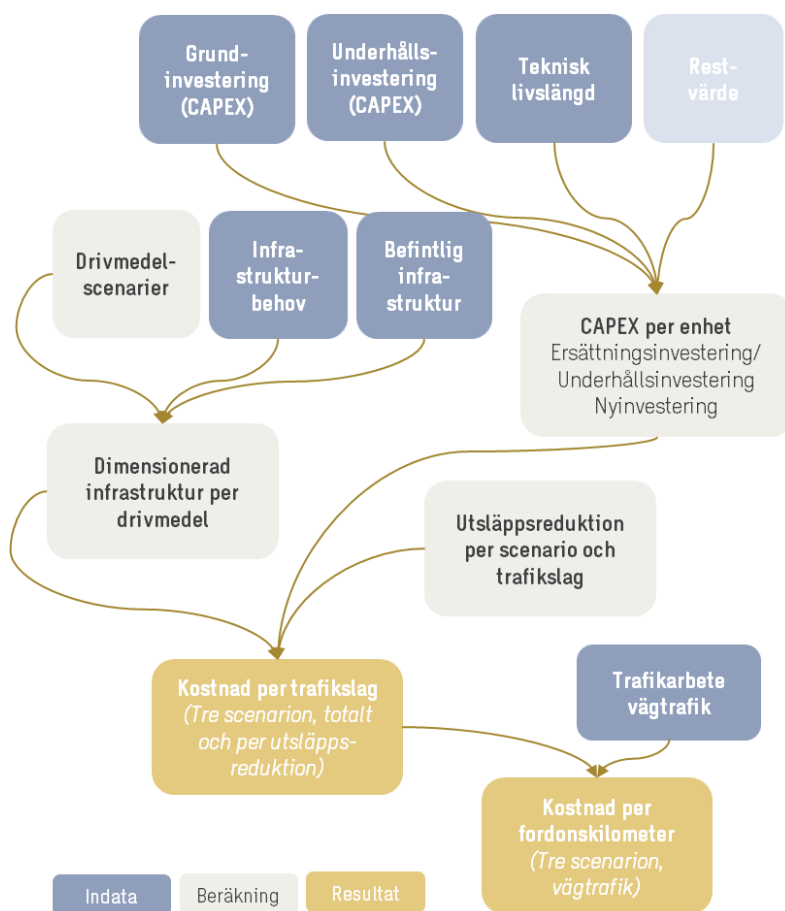 Grund-
investering
(CAPEX)
Underhålls-
investering
(CAPEX)
Teknisk
livslängd
Rest-
värde
Drivmedel-
scenarier
Infra-
struktur-
behov
Befintlig
infra-
struktur
CAPEX per enhet
Ersättningsinvestering/
Underhållsinvestering
Nyinvestering
Dimensionerad
infrastruktur per
drivmedel
Utsläppsreduktion
per scenario och
trafikslag
Kostnad per trafikslag
(Tre scenarion, totalt
och per utsläpps-
reduktion)
Trafikarbete
vägtrafik
Kostnad per
fordonskilometer
(Tre scenarion,
vägtrafik)
Indata
Beräkning
Resultat